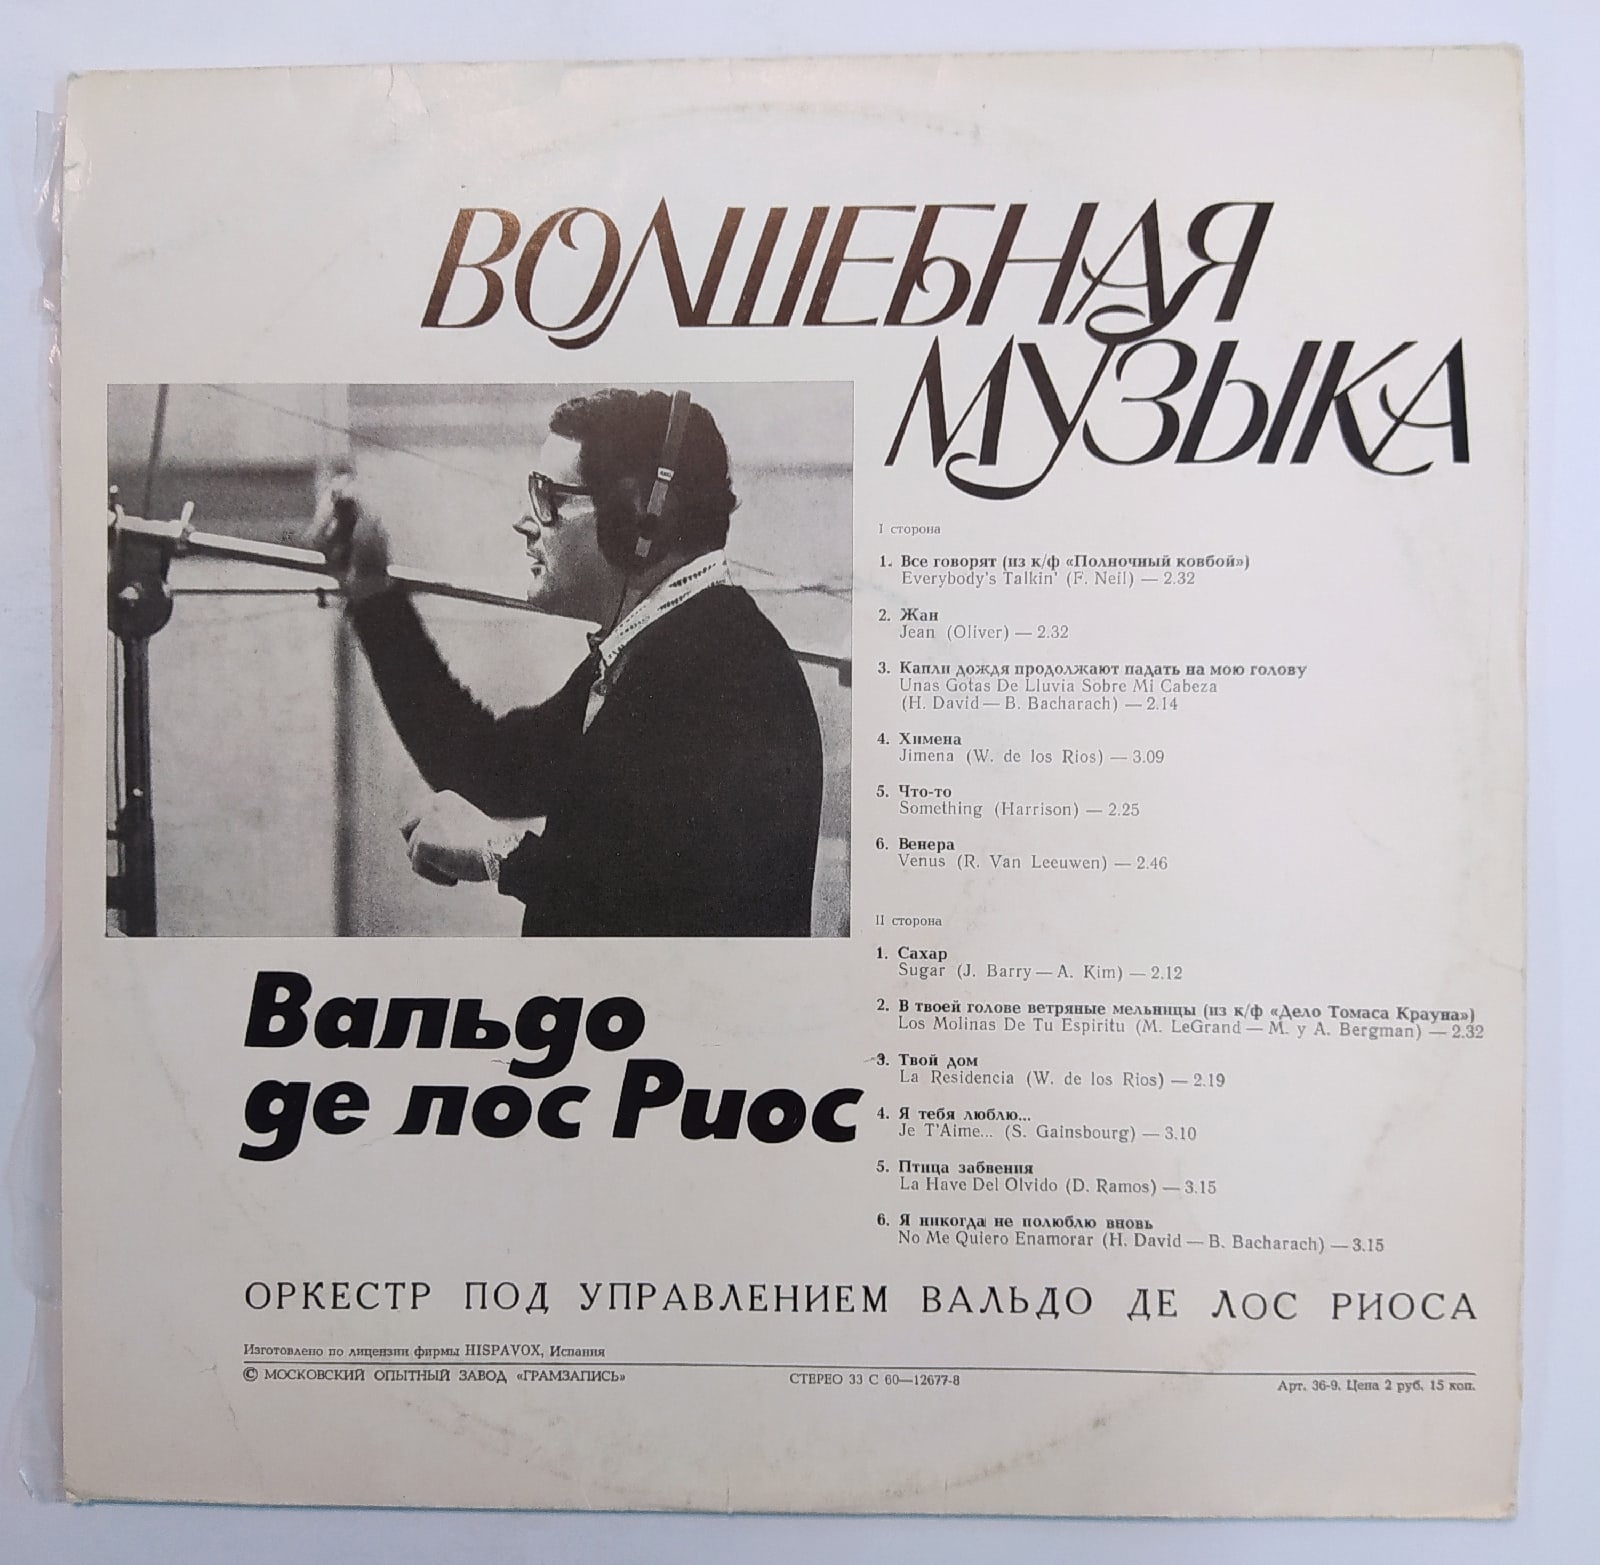 ВОЛШЕБНАЯ
МУЗЫКА
I сторона
1. Все говорят (из к/ф «Полночный ковбой»)
Everybody's Talkin' (F. Neil) — 2.32
2. Жан
Jean (Oliver) — 2.32
3. Капли дождя продолжают падать на мою голову
Unas Gotas De Lluvia Sobre Mi Cabeza
(H. David — B. Bacharach) — 2.14
4. Химена
Jimena (W. de los Rios) — 3.09
5. Что-то
Something (Harrison) — 2.25
6. Венера
Venus (R. Van Leeuwen) — 2.46
II сторона
1. Сахар
Sugar (J. Barry — A. Kim) — 2.12
2. В твоей голове ветряные мельницы (из к/ф «Дело Томаса Крауна»)
Los Molinas De Tu Espiritu (M. LeGrand — M. y A. Bergman) — 2.32
3. Твой дом
La Residencia (W. de los Rios) — 2.19
4. Я тебя люблю...
Je T'Aime... (S. Gainsbourg) — 3.10
5. Птица забвения
La Have Del Olvido (D. Ramos) — 3.15
6. Я никогда не полюблю вновь
No Me Quiero Enamorar (H. David — B. Bacharach) — 3.15
Вальдо
де лос Риос
ОРКЕСТР ПОД УПРАВЛЕНИЕМ ВАЛЬДО ДЕ ЛОС РИОСА
Изготовлено по лицензии фирмы HISPAVOX, Испания
© МОСКОВСКИЙ ОПЫТНЫЙ ЗАВОД «ГРАМЗАПИСЬ»
СТЕРЕО 33 С 60—12677-8
Арт. 36-9. Цена 2 руб. 15 коп.